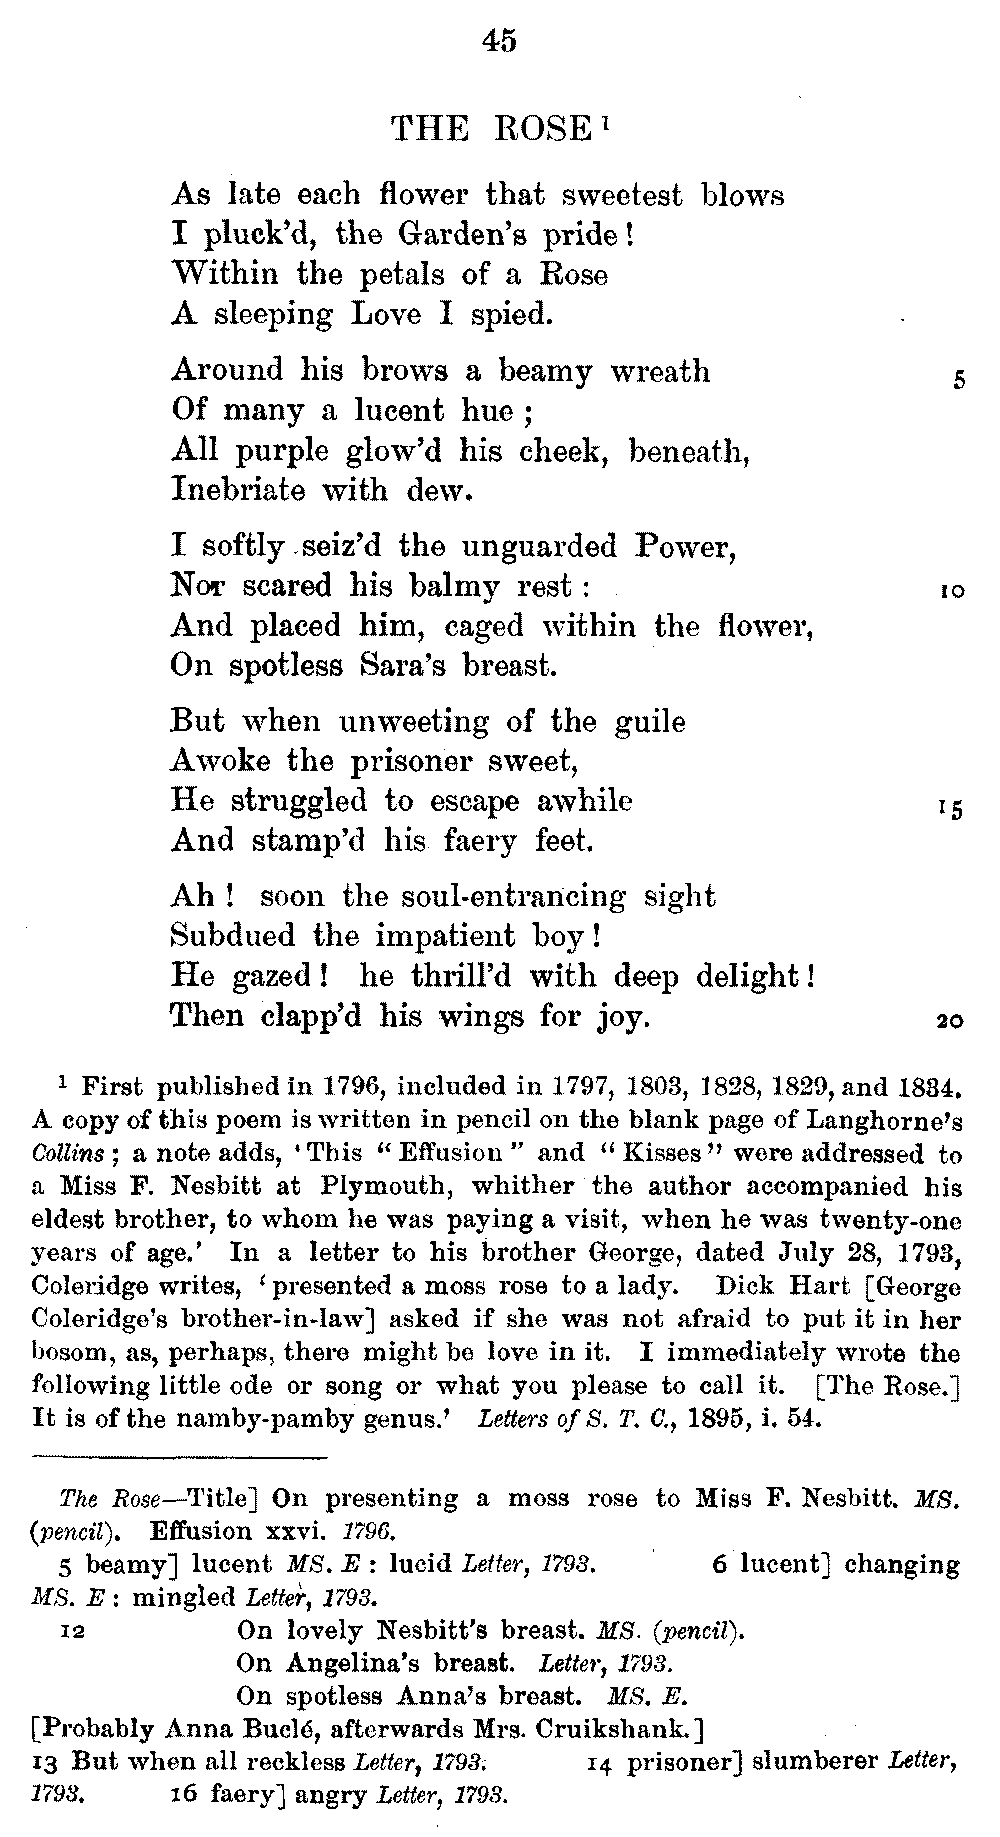 45
THE ROSE ¹
As late each flower that sweetest blows
I pluck'd, the Garden's pride !
Within the petals of a Rose
A sleeping Love I spied.
Around his brows a beamy wreath 5
Of many a lucent hue ;
All purple glow'd his cheek, beneath,
Inebriate with dew.
I softly seiz'd the unguarded Power,
Nor scared his balmy rest : 10
And placed him, caged within the flower,
On spotless Sara's breast.
But when unweeting of the guile
Awoke the prisoner sweet,
He struggled to escape awhile 15
And stamp'd his faery feet.
Ah ! soon the soul-entrancing sight
Subdued the impatient boy !
He gazed ! he thrill'd with deep delight !
Then clapp'd his wings for joy. 20
¹ First published in 1796, included in 1797, 1803, 1828, 1829, and 1834.
A copy of this poem is written in pencil on the blank page of Langhorne's
Collins ; a note adds, 'This “ Effusion ” and “ Kisses ” were addressed to
a Miss F. Nesbitt at Plymouth, whither the author accompanied his
eldest brother, to whom he was paying a visit, when he was twenty-one
years of age.' In a letter to his brother George, dated July 28, 1793,
Coleridge writes, 'presented a moss rose to a lady. Dick Hart [George
Coleridge's brother-in-law] asked if she was not afraid to put it in her
bosom, as, perhaps, there might be love in it. I immediately wrote the
following little ode or song or what you please to call it. [The Rose.]
It is of the namby-pamby genus.' Letters of S. T. C., 1895, i. 54.
The Rose—Title] On presenting a moss rose to Miss F. Nesbitt. MS.
(pencil). Effusion xxvi. 1796.
5 beamy] lucent MS. E : lucid Letter, 1793. 6 lucent] changing
MS. E : mingled Letter, 1793.
12 On lovely Nesbitt's breast. MS. (pencil).
On Angelina's breast. Letter, 1793.
On spotless Anna's breast. MS. E.
[Probably Anna Buclé, afterwards Mrs. Cruikshank.]
13 But when all reckless Letter, 1793. 14 prisoner] slumberer Letter,
1793. 16 faery] angry Letter, 1793.